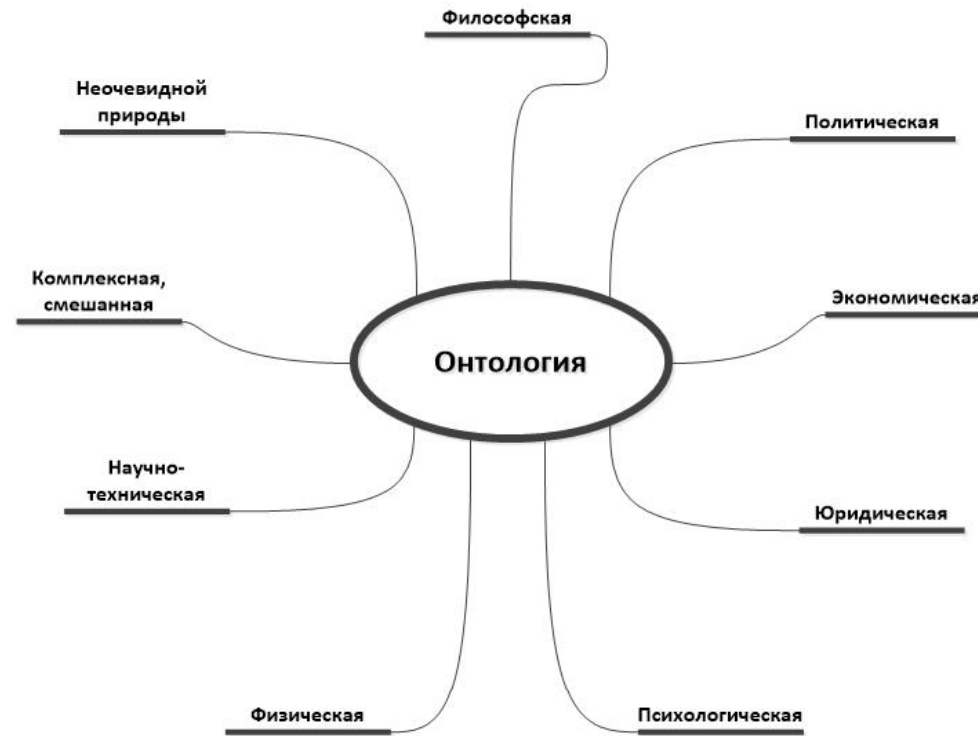 Философская
Неочевидной
природы
Политическая
Комплексная,
смешанная
Экономическая
Онтология
Научно-
техническая
Юридическая
Физическая
Психологическая